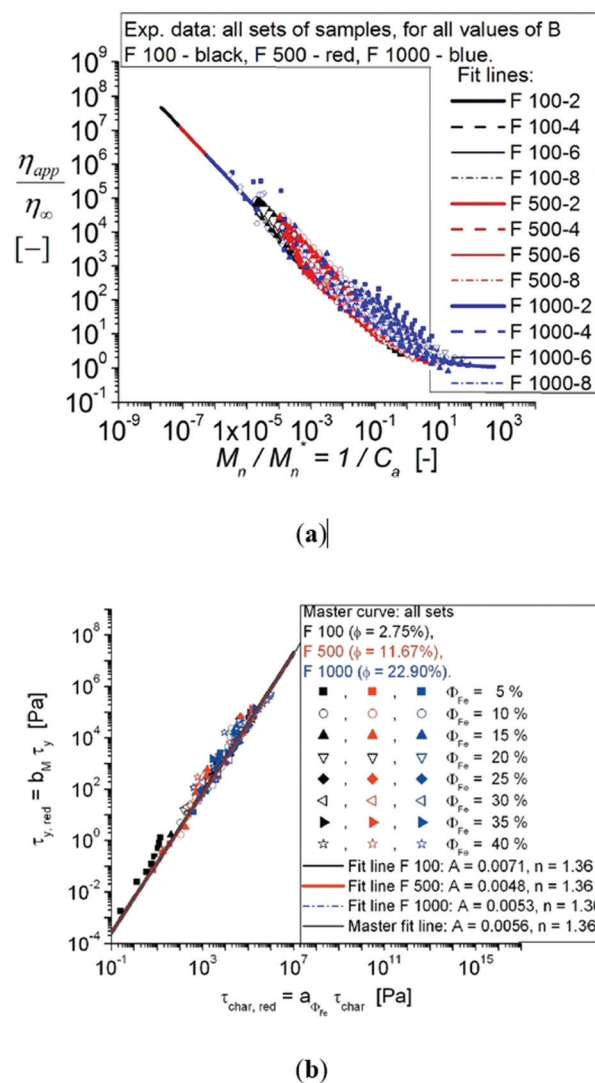 Exp. data: all sets of samples, for all values of B
F 100 - black, F 500 - red, F 1000 - blue.
Fit lines:
F 100-2
F 100-4
F 100-6
F 100-8
F 500-2
F 500-4
F 500-6
F 500-8
F 1000-2
F 1000-4
F 1000-6
F 1000-8
η_app
η_∞
[−]
10^9
10^8
10^7
10^6
10^5
10^4
10^3
10^2
10^1
10^0
10^-1
10^-9 10^-7 1x10^-5 10^-3 10^-1 10^1 10^3
M_n / M_n^* = 1 / C_a [-]
(a)
Master curve: all sets
F 100 (ϕ = 2.75%),
F 500 (ϕ = 11.67%),
F 1000 (ϕ = 22.90%).
■ , ■ , ■ Φ_Fe = 5 %
○ , ○ , ○ Φ_Fe = 10 %
▲ , ▲ , ▲ Φ_Fe = 15 %
▽ , ▽ , ▽ Φ_Fe = 20 %
◆ , ◆ , ◆ Φ_Fe = 25 %
◁ , ◁ , ◁ Φ_Fe = 30 %
▶ , ▶ , ▶ Φ_Fe = 35 %
☆ , ☆ , ☆ Φ_Fe = 40 %
Fit line F 100: A = 0.0071, n = 1.36
Fit line F 500: A = 0.0048, n = 1.36
Fit line F 1000: A = 0.0053, n = 1.36
Master fit line: A = 0.0056, n = 1.36
τ_y, red = b_M τ_y [Pa]
10^8
10^6
10^4
10^2
10^0
10^-2
10^-4
10^-1 10^3 10^7 10^11 10^15
τ_char, red = a_Φ_Fe τ_char [Pa]
(b)